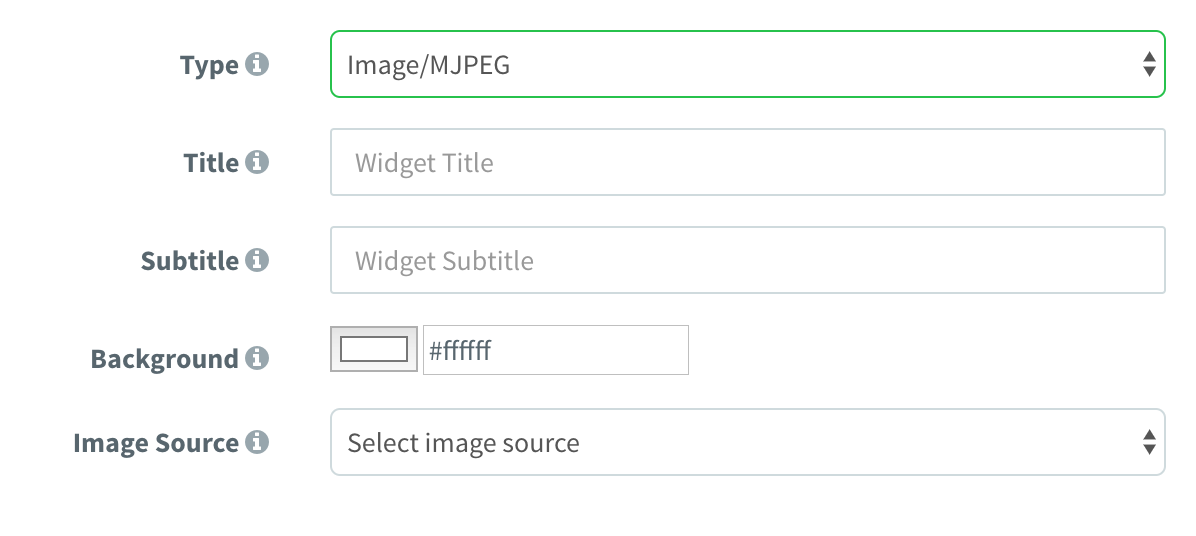 Type Image/MJPEG
Title Widget Title
Subtitle Widget Subtitle
Background #ffffff
Image Source Select image source